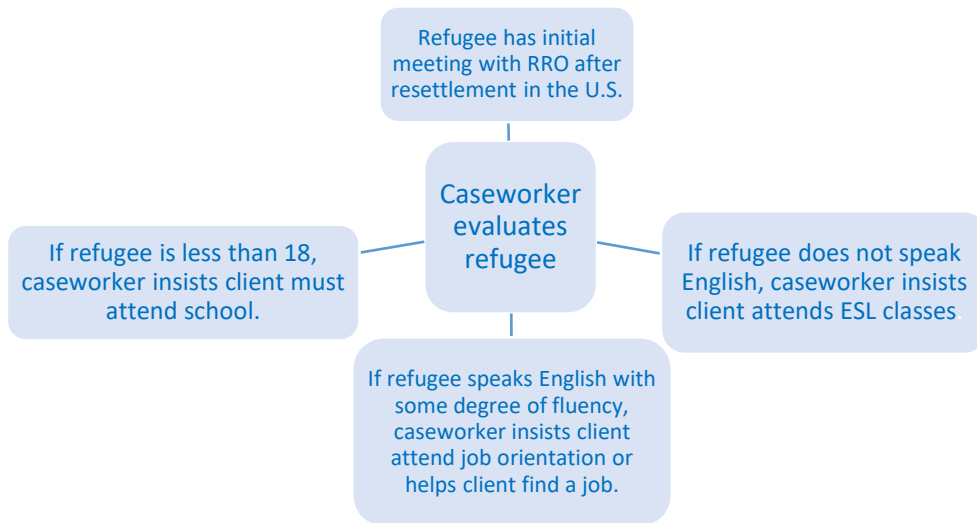 Refugee has initial
meeting with RRO after
resettlement in the U.S.
Caseworker
evaluates
refugee
If refugee is less than 18,
caseworker insists client must
attend school.
If refugee does not speak
English, caseworker insists
client attends ESL classes.
If refugee speaks English with
some degree of fluency,
caseworker insists client
attend job orientation or
helps client find a job.